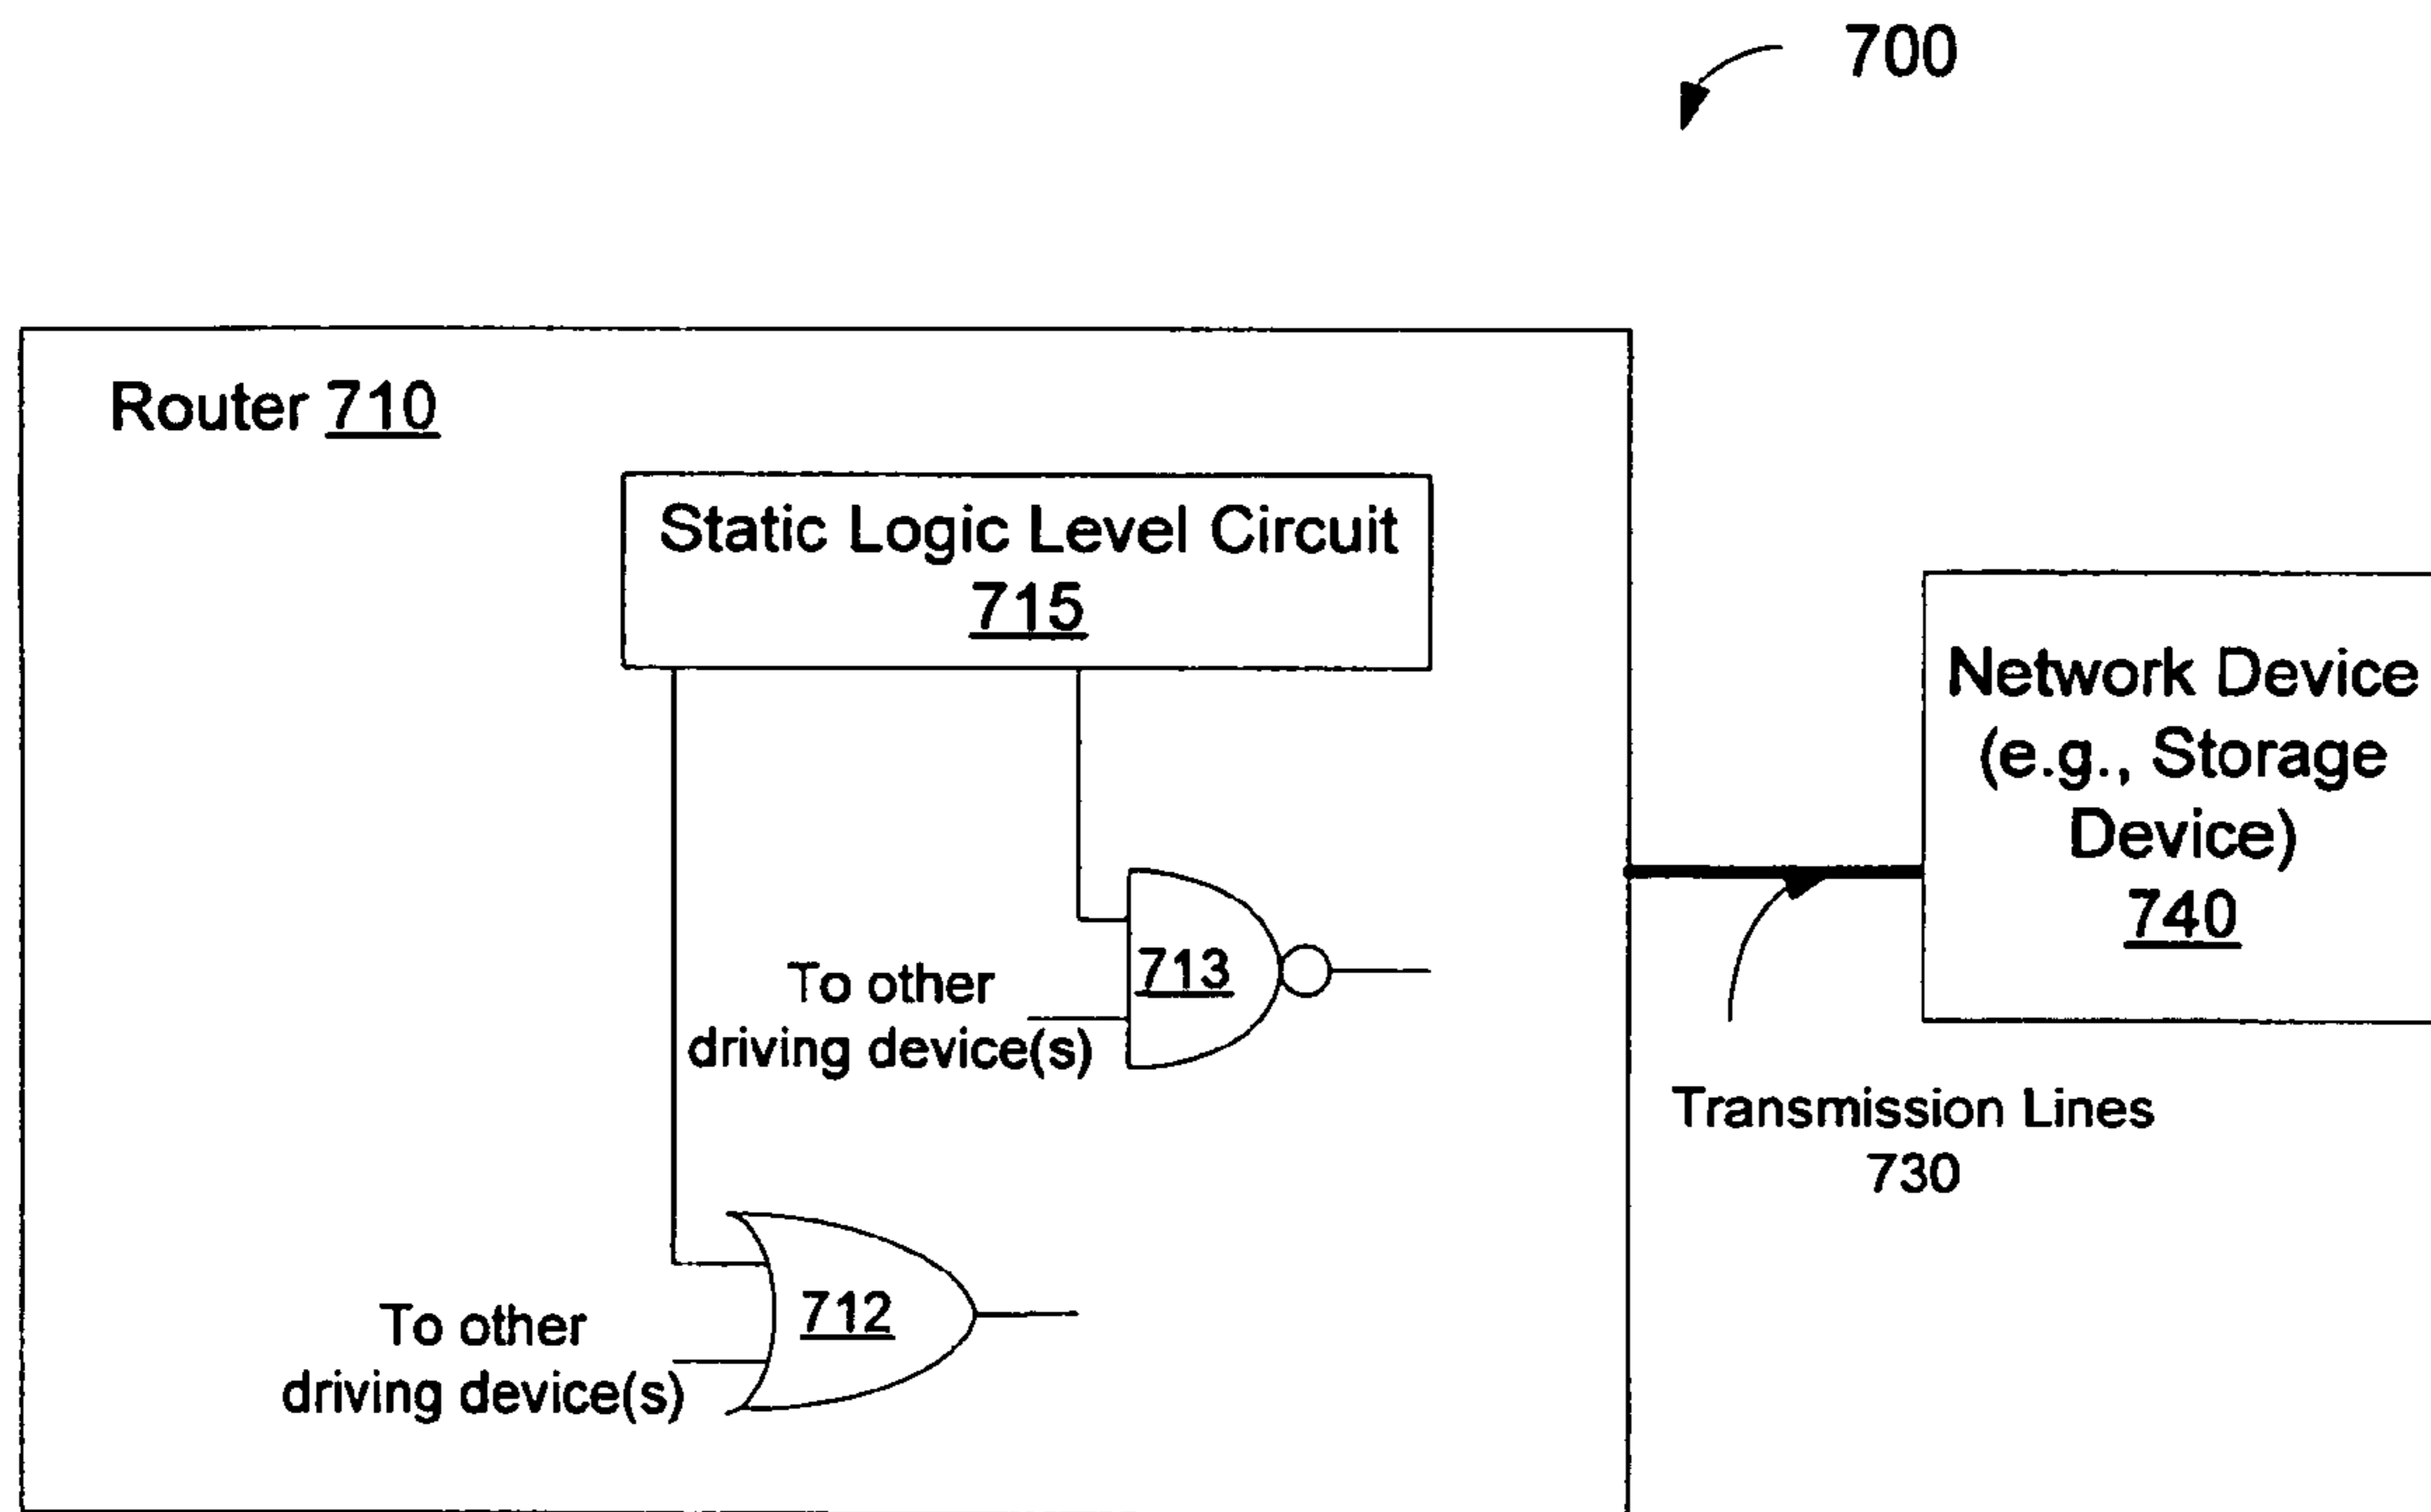 700
Router 710
Static Logic Level Circuit
715
Network Device
(e.g., Storage
Device)
740
713
To other
driving device(s)
Transmission Lines
730
712
To other
driving device(s)